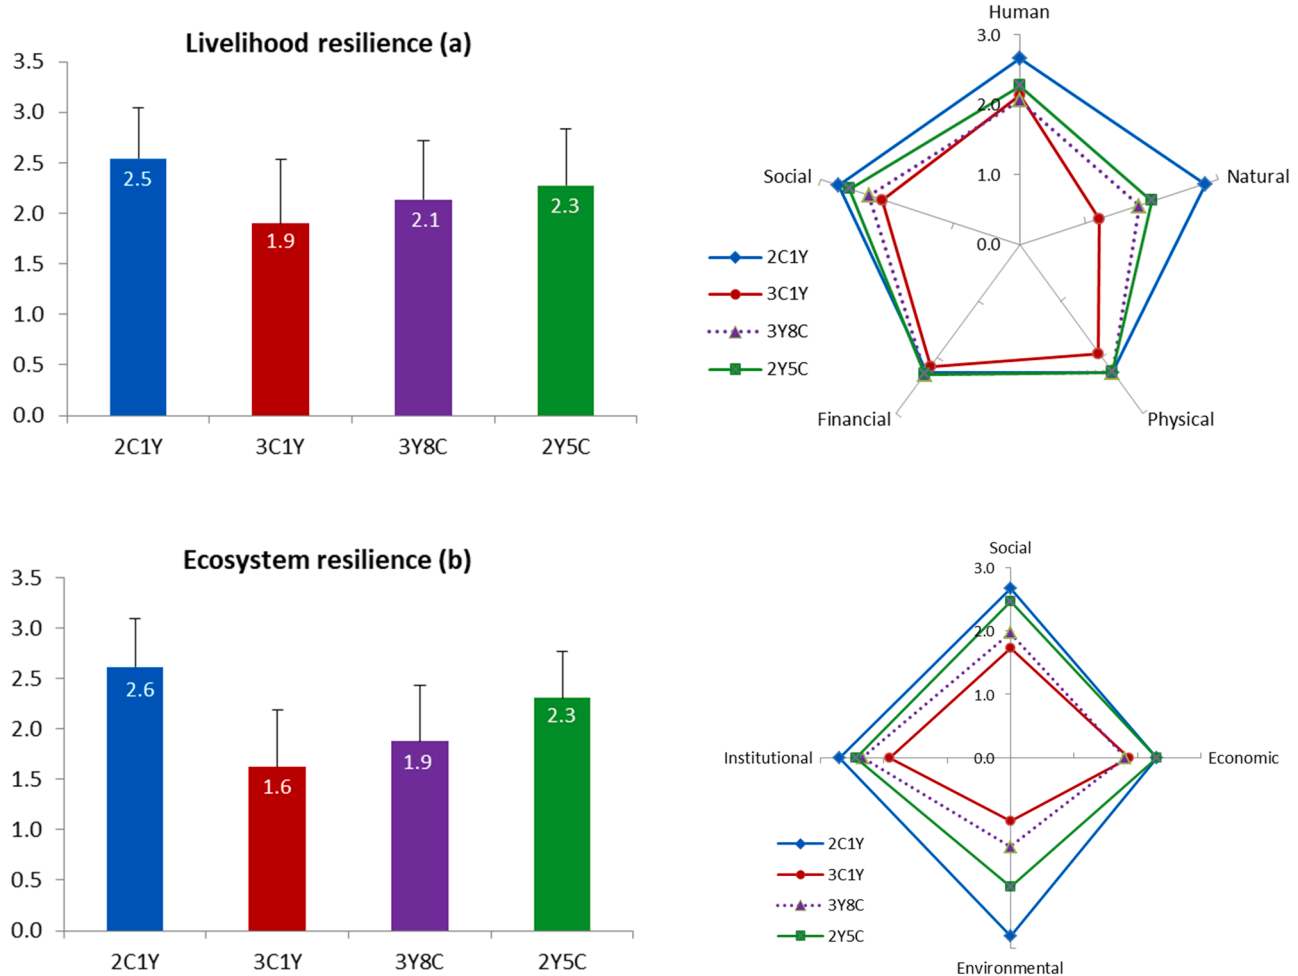 Livelihood resilience (a)
3.5
3.0
2.5
2.0
1.5
1.0
0.5
0.0
2.5
1.9
2.1
2.3
2C1Y
3C1Y
3Y8C
2Y5C
Human
3.0
2.0
1.0
0.0
Social
Natural
Financial
Physical
2C1Y
3C1Y
3Y8C
2Y5C
Ecosystem resilience (b)
3.5
3.0
2.5
2.0
1.5
1.0
0.5
0.0
2.6
1.6
1.9
2.3
2C1Y
3C1Y
3Y8C
2Y5C
Social
3.0
2.0
1.0
0.0
Institutional
Economic
Environmental
2C1Y
3C1Y
3Y8C
2Y5C